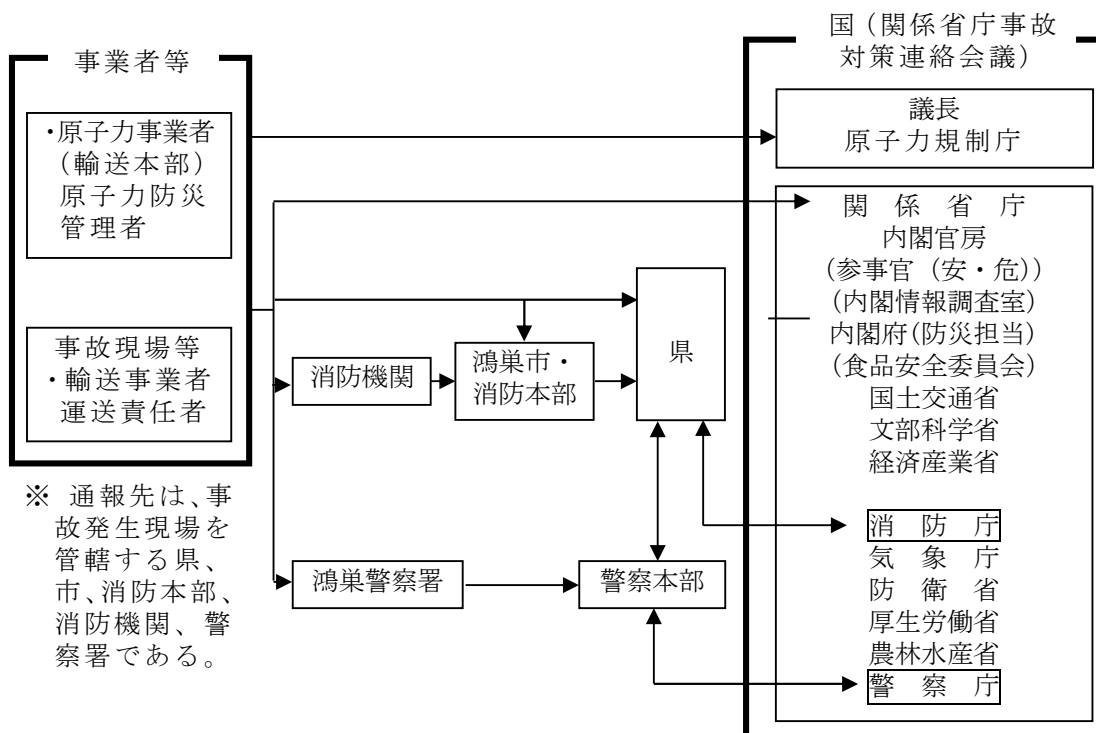 事業者等
・原子力事業者
(輸送本部)
原子力防災
管理者
事故現場等
・輸送事業者
運送責任者
※ 通報先は、事
故発生現場を
管轄する県、
市、消防本部、
消防機関、警
察署である。
消防機関
鴻巣市・
消防本部
県
鴻巣警察署
警察本部
国(関係省庁事故
対策連絡会議)
議長
原子力規制庁
関係省庁
内閣官房
(参事官(安・危))
(内閣情報調査室)
内閣府(防災担当)
(食品安全委員会)
国土交通省
文部科学省
経済産業省
消防庁
気象庁
防衛省
厚生労働省
農林水産省
警察庁